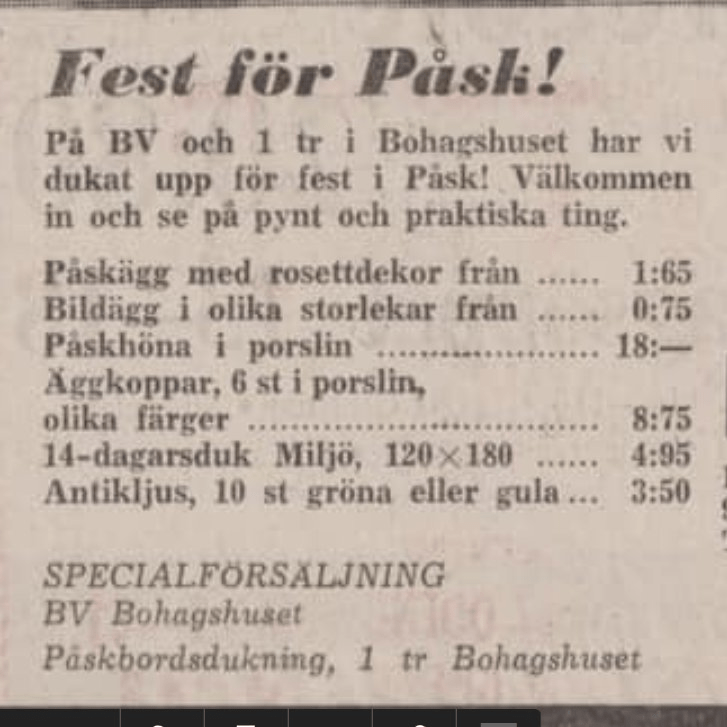 Fest för Påsk!
På BV och 1 tr i Bohagshuset har vi
dukat upp för fest i Påsk! Välkommen
in och se på pynt och praktiska ting.
Påskägg med rosettdekor från ...... 1:65
Bildägg i olika storlekar från ...... 0:75
Påskhöna i porslin ...................... 18:—
Äggkoppar, 6 st i porslin,
olika färger .................................. 8:75
14-dagarsduk Miljö, 120×180 ...... 4:95
Antikljus, 10 st gröna eller gula ... 3:50
SPECIALFÖRSÄLJNING
BV Bohagshuset
Påskbordsdukning, 1 tr Bohagshuset